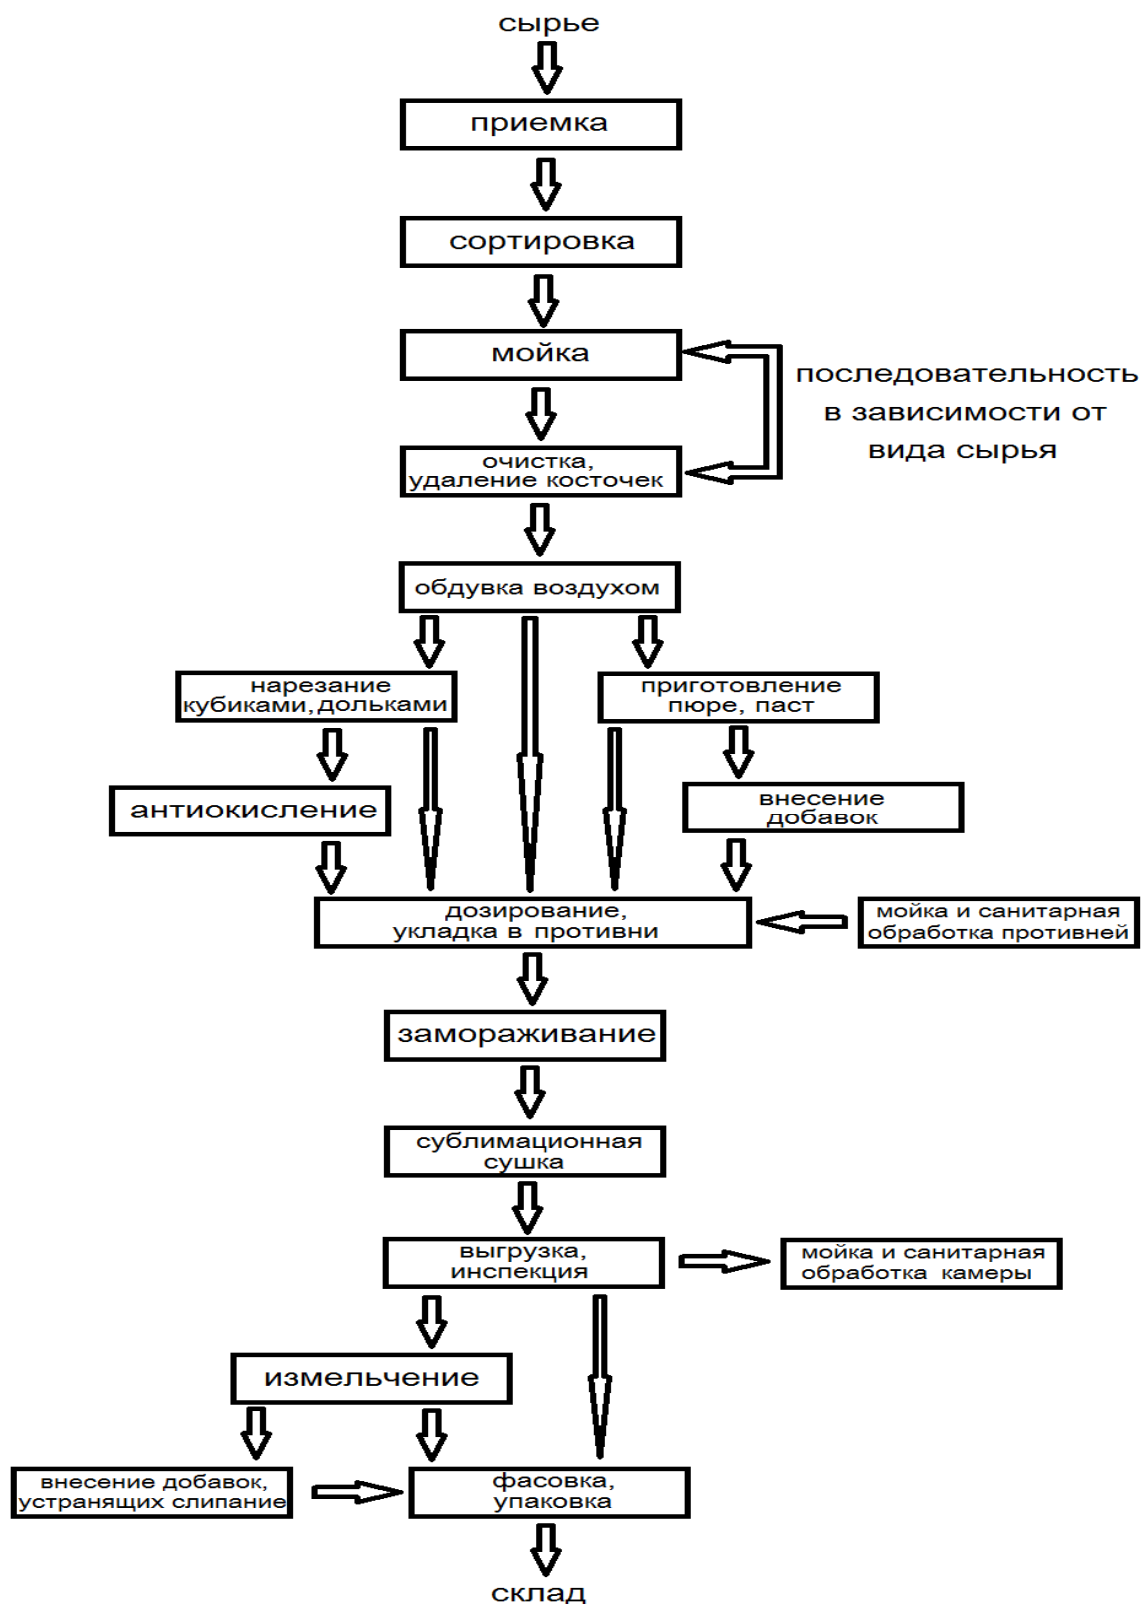 сырье
приемка
сортировка
мойка
последовательность
в зависимости от
вида сырья
очистка,
удаление косточек
обдувка воздухом
нарезание
кубиками, дольками
приготовление
пюре, паст
антиокисление
внесение
добавок
дозирование,
укладка в противни
мойка и санитарная
обработка противней
замораживание
сублимационная
сушка
выгрузка,
инспекция
мойка и санитарная
обработка камеры
измельчение
внесение добавок,
устранящих слипание
фасовка,
упаковка
склад